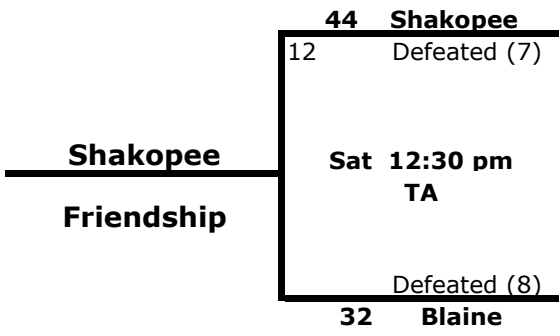 44 Shakopee
12 Defeated (7)
Shakopee
Sat 12:30 pm
TA
Friendship
Defeated (8)
32 Blaine